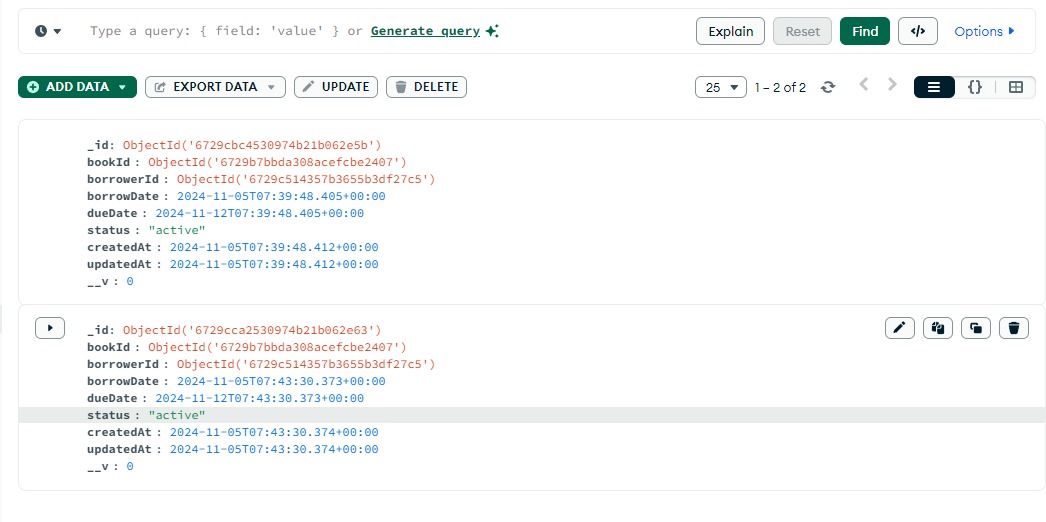 Type a query: { field: 'value' } or Generate query
Explain Reset Find </> Options
ADD DATA EXPORT DATA UPDATE DELETE 25 1 – 2 of 2 {}
_id: ObjectId('6729cbc4530974b21b062e5b')
bookId : ObjectId('6729b7bbda308acefcbe2407')
borrowerId : ObjectId('6729c514357b3655b3df27c5')
borrowDate : 2024-11-05T07:39:48.405+00:00
dueDate : 2024-11-12T07:39:48.405+00:00
status : "active"
createdAt : 2024-11-05T07:39:48.412+00:00
updatedAt : 2024-11-05T07:39:48.412+00:00
__v : 0
_id: ObjectId('6729cca2530974b21b062e63')
bookId : ObjectId('6729b7bbda308acefcbe2407')
borrowerId : ObjectId('6729c514357b3655b3df27c5')
borrowDate : 2024-11-05T07:43:30.373+00:00
dueDate : 2024-11-12T07:43:30.373+00:00
status : "active"
createdAt : 2024-11-05T07:43:30.374+00:00
updatedAt : 2024-11-05T07:43:30.374+00:00
__v : 0